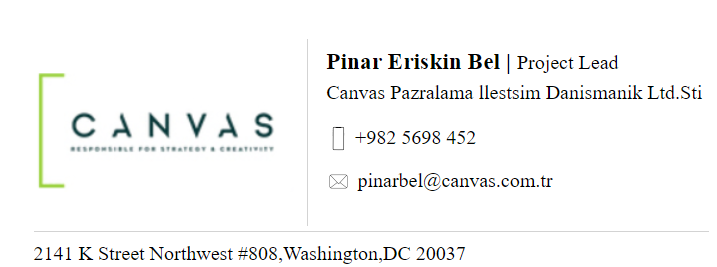 CANVAS
RESPONSIBLE FOR STRATEGY & CREATIVITY
Pinar Eriskin Bel | Project Lead
Canvas Pazralama Ilestsim Danismanik Ltd.Sti
+982 5698 452
pinarbel@canvas.com.tr
2141 K Street Northwest #808,Washington,DC 20037